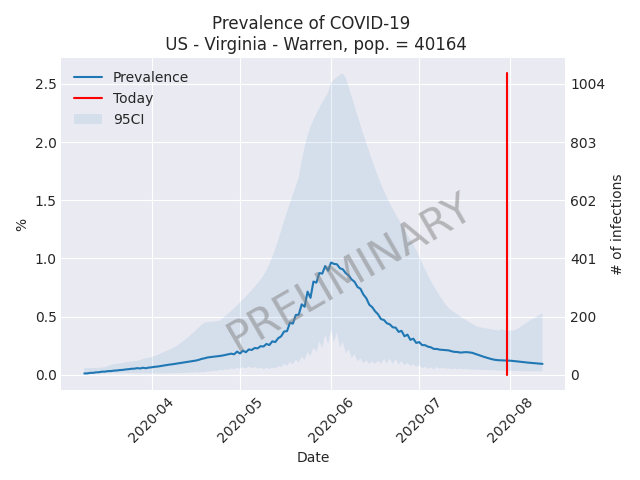 Prevalence of COVID-19
US - Virginia - Warren, pop. = 40164
Prevalence
Today
95CI
2.5
2.0
1.5
1.0
0.5
0.0
%
1004
803
602
401
200
0
# of infections
PRELIMINARY
2020-04
2020-05
2020-06
2020-07
2020-08
Date